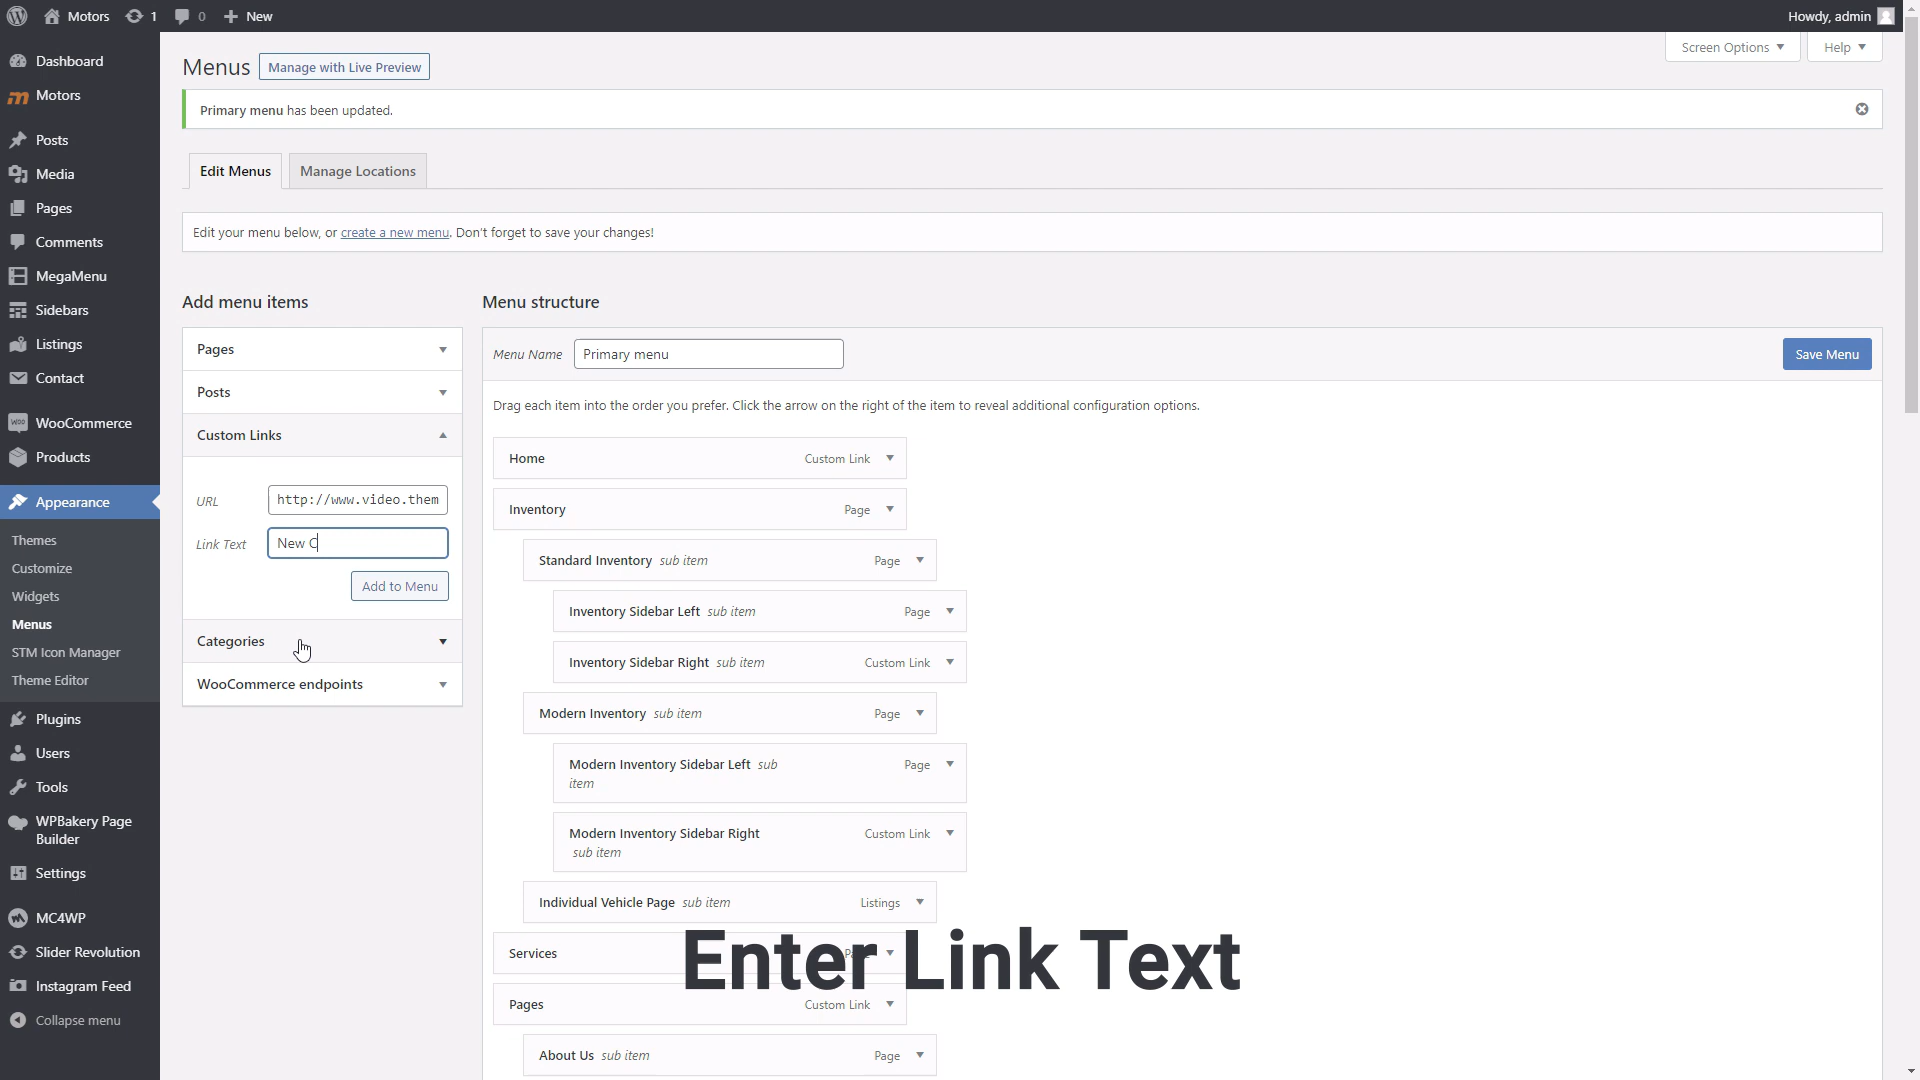 Motors
1
0
New
Howdy, admin
Dashboard
Motors
Posts
Media
Pages
Comments
MegaMenu
Sidebars
Listings
Contact
WooCommerce
Products
Appearance
Themes
Customize
Widgets
Menus
STM Icon Manager
Theme Editor
Plugins
Users
Tools
WPBakery Page
Builder
Settings
MC4WP
Slider Revolution
Instagram Feed
Collapse menu
Screen Options
Help
Menus
Manage with Live Preview
Primary menu has been updated.
Edit Menus
Manage Locations
Edit your menu below, or create a new menu. Don't forget to save your changes!
Add menu items
Pages
Posts
Custom Links
URL
http://www.video.them
Link Text
New C
Add to Menu
Categories
WooCommerce endpoints
Menu structure
Menu Name
Primary menu
Save Menu
Drag each item into the order you prefer. Click the arrow on the right of the item to reveal additional configuration options.
Home Custom Link
Inventory Page
Standard Inventory sub item Page
Inventory Sidebar Left sub item Page
Inventory Sidebar Right sub item Custom Link
Modern Inventory sub item Page
Modern Inventory Sidebar Left sub Page
item
Modern Inventory Sidebar Right Custom Link
sub item
Individual Vehicle Page sub item Listings
Services
Enter Link Text
Pages Custom Link
About Us sub item Page